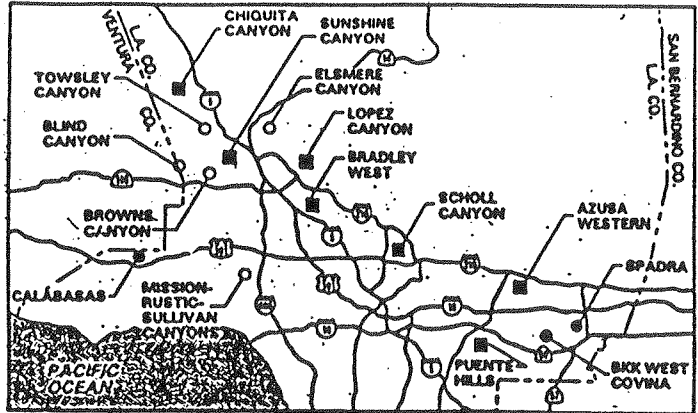 CHIQUITA
CANYON
SUNSHINE
CANYON
L.A. CO.
VENTURA CO.
TOWSLEY
CANYON
ELSMERE
CANYON
BLIND
CANYON
LOPEZ
CANYON
BRADLEY
WEST
SAN BERNARDINO CO.
L.A. CO.
BROWNS
CANYON
SCHOLL
CANYON
AZUSA
WESTERN
SPADRA
CALABASAS
MISSION-
RUSTIC-
SULLIVAN
CANYONS
PUENTE
HILLS
BKK WEST
COVINA
PACIFIC
OCEAN